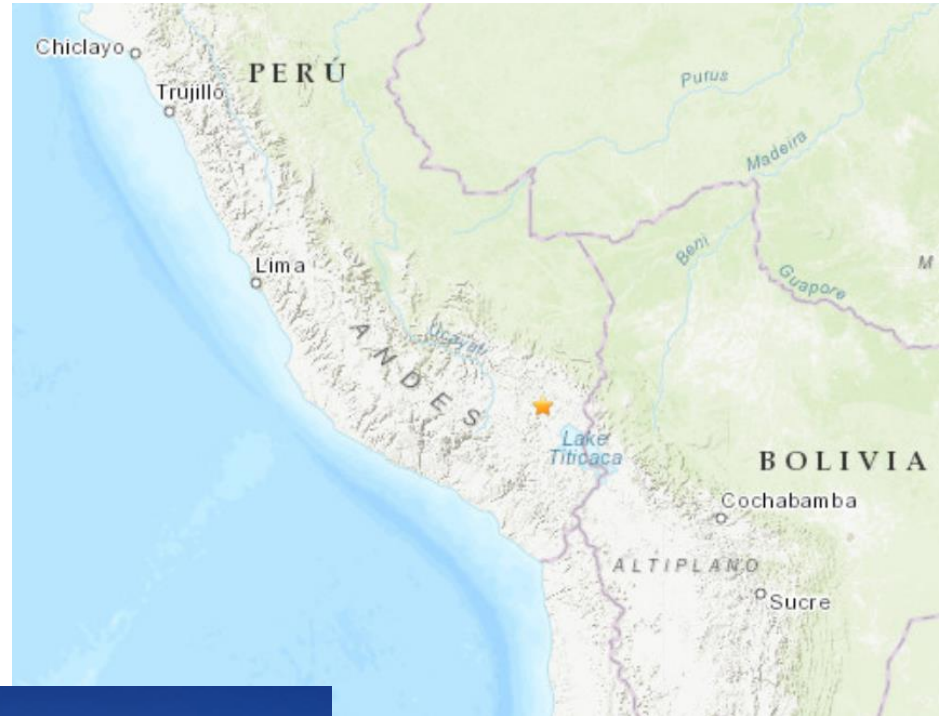 Chiclayo
PERÚ
Trujillo
Purus
Madeira
Lima
Beni
M
Guapore
Ucayali
ANDES
Lake
Titicaca
BOLIVIA
Cochabamba
ALTIPLANO
Sucre